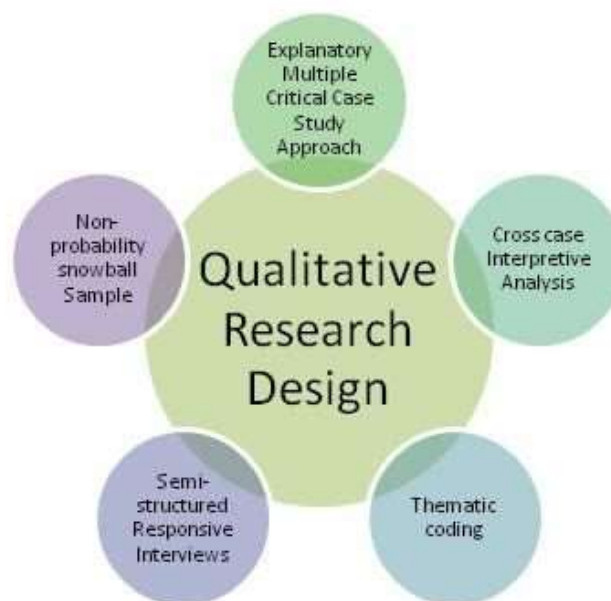 Explanatory
Multiple
Critical Case
Study
Approach
Non-
probability
snowball
Sample
Cross case
Interpretive
Analysis
Qualitative
Research
Design
Semi-
structured
Responsive
Interviews
Thematic
coding